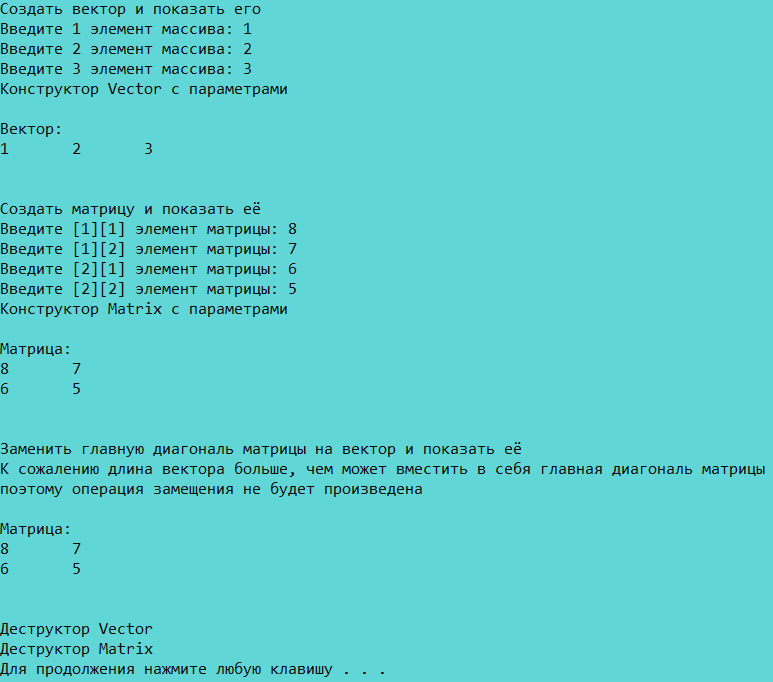 Создать вектор и показать его
Введите 1 элемент массива: 1
Введите 2 элемент массива: 2
Введите 3 элемент массива: 3
Конструктор Vector с параметрами
Вектор:
1 2 3
Создать матрицу и показать её
Введите [1][1] элемент матрицы: 8
Введите [1][2] элемент матрицы: 7
Введите [2][1] элемент матрицы: 6
Введите [2][2] элемент матрицы: 5
Конструктор Matrix с параметрами
Матрица:
8 7
6 5
Заменить главную диагональ матрицы на вектор и показать её
К сожалению длина вектора больше, чем может вместить в себя главная диагональ матрицы
поэтому операция замещения не будет произведена
Матрица:
8 7
6 5
Деструктор Vector
Деструктор Matrix
Для продолжения нажмите любую клавишу . . .